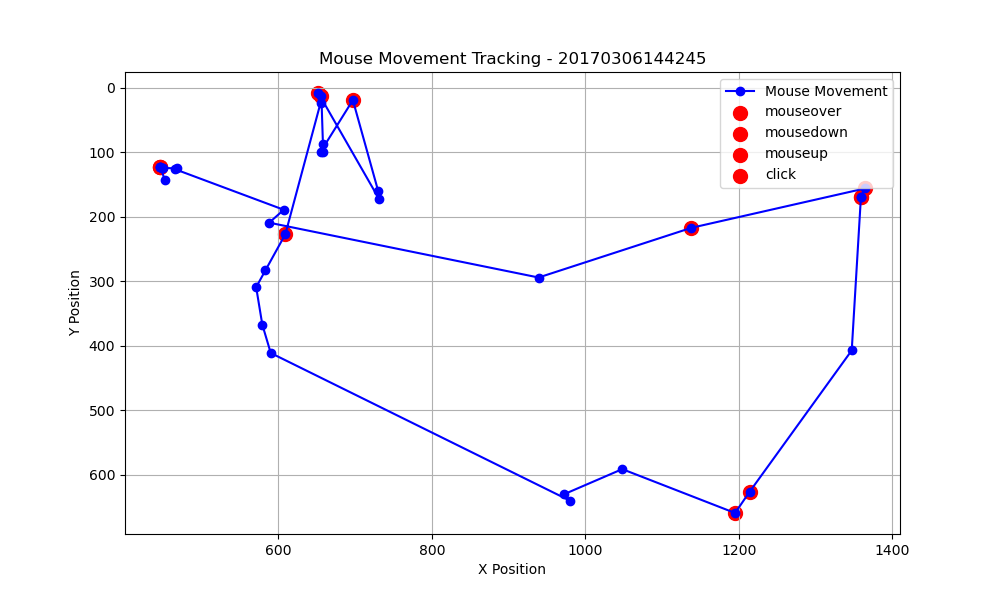 Mouse Movement Tracking - 20170306144245
Mouse Movement
mouseover
mousedown
mouseup
click
0
100
200
300
400
500
600
Y Position
600 800 1000 1200 1400
X Position